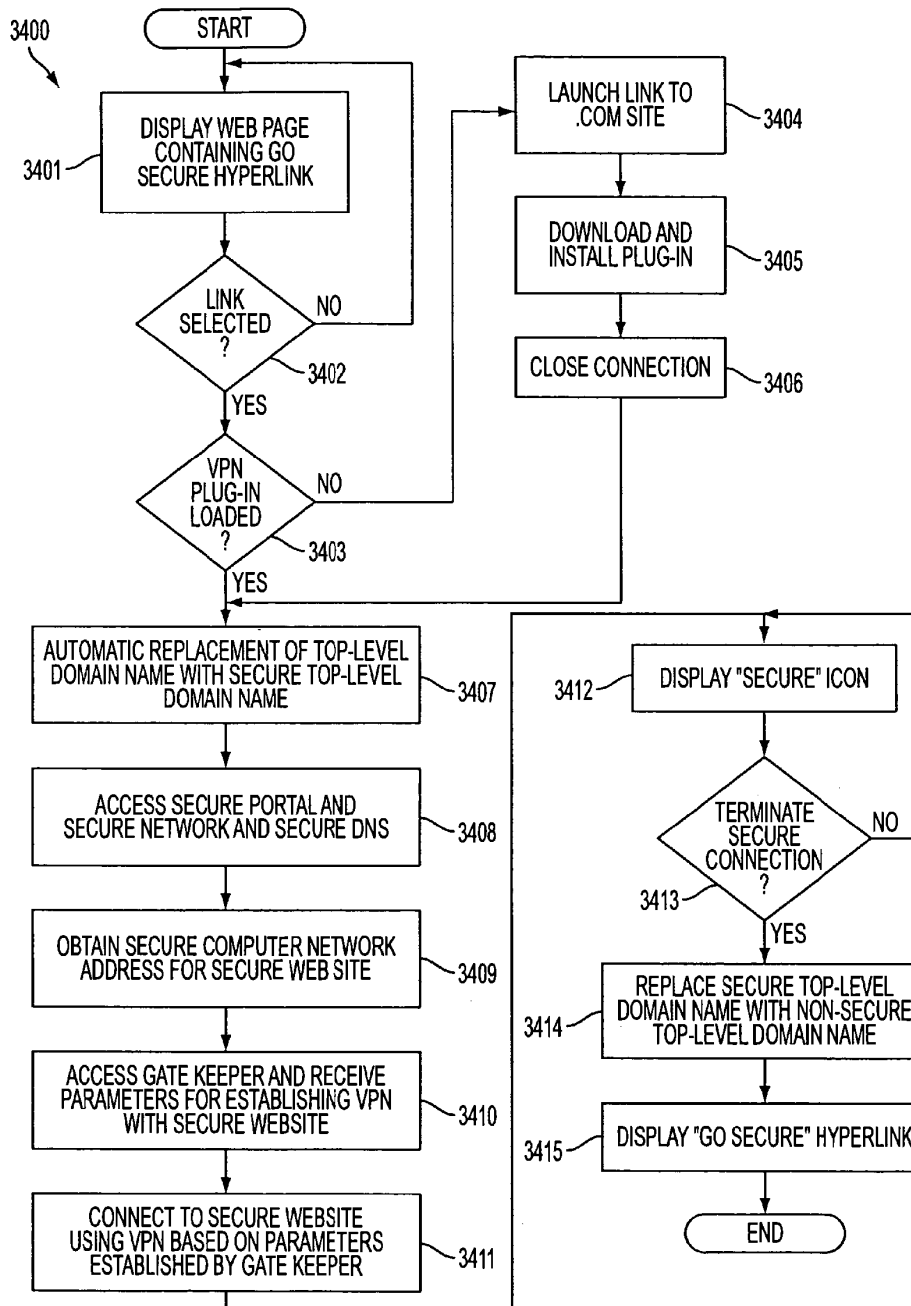 3400
START
3401
DISPLAY WEB PAGE
CONTAINING GO
SECURE HYPERLINK
LINK
SELECTED
?
NO
3402
YES
VPN
PLUG-IN
LOADED
?
NO
3403
YES
LAUNCH LINK TO
.COM SITE
3404
DOWNLOAD AND
INSTALL PLUG-IN
3405
CLOSE CONNECTION
3406
AUTOMATIC REPLACEMENT OF TOP-LEVEL
DOMAIN NAME WITH SECURE TOP-LEVEL
DOMAIN NAME
3407
ACCESS SECURE PORTAL AND
SECURE NETWORK AND SECURE DNS
3408
OBTAIN SECURE COMPUTER NETWORK
ADDRESS FOR SECURE WEB SITE
3409
ACCESS GATE KEEPER AND RECEIVE
PARAMETERS FOR ESTABLISHING VPN
WITH SECURE WEBSITE
3410
CONNECT TO SECURE WEBSITE
USING VPN BASED ON PARAMETERS
ESTABLISHED BY GATE KEEPER
3411
3412
DISPLAY "SECURE" ICON
TERMINATE
SECURE
CONNECTION
?
NO
3413
YES
REPLACE SECURE TOP-LEVEL
DOMAIN NAME WITH NON-SECURE
TOP-LEVEL DOMAIN NAME
3414
DISPLAY "GO SECURE" HYPERLINK
3415
END